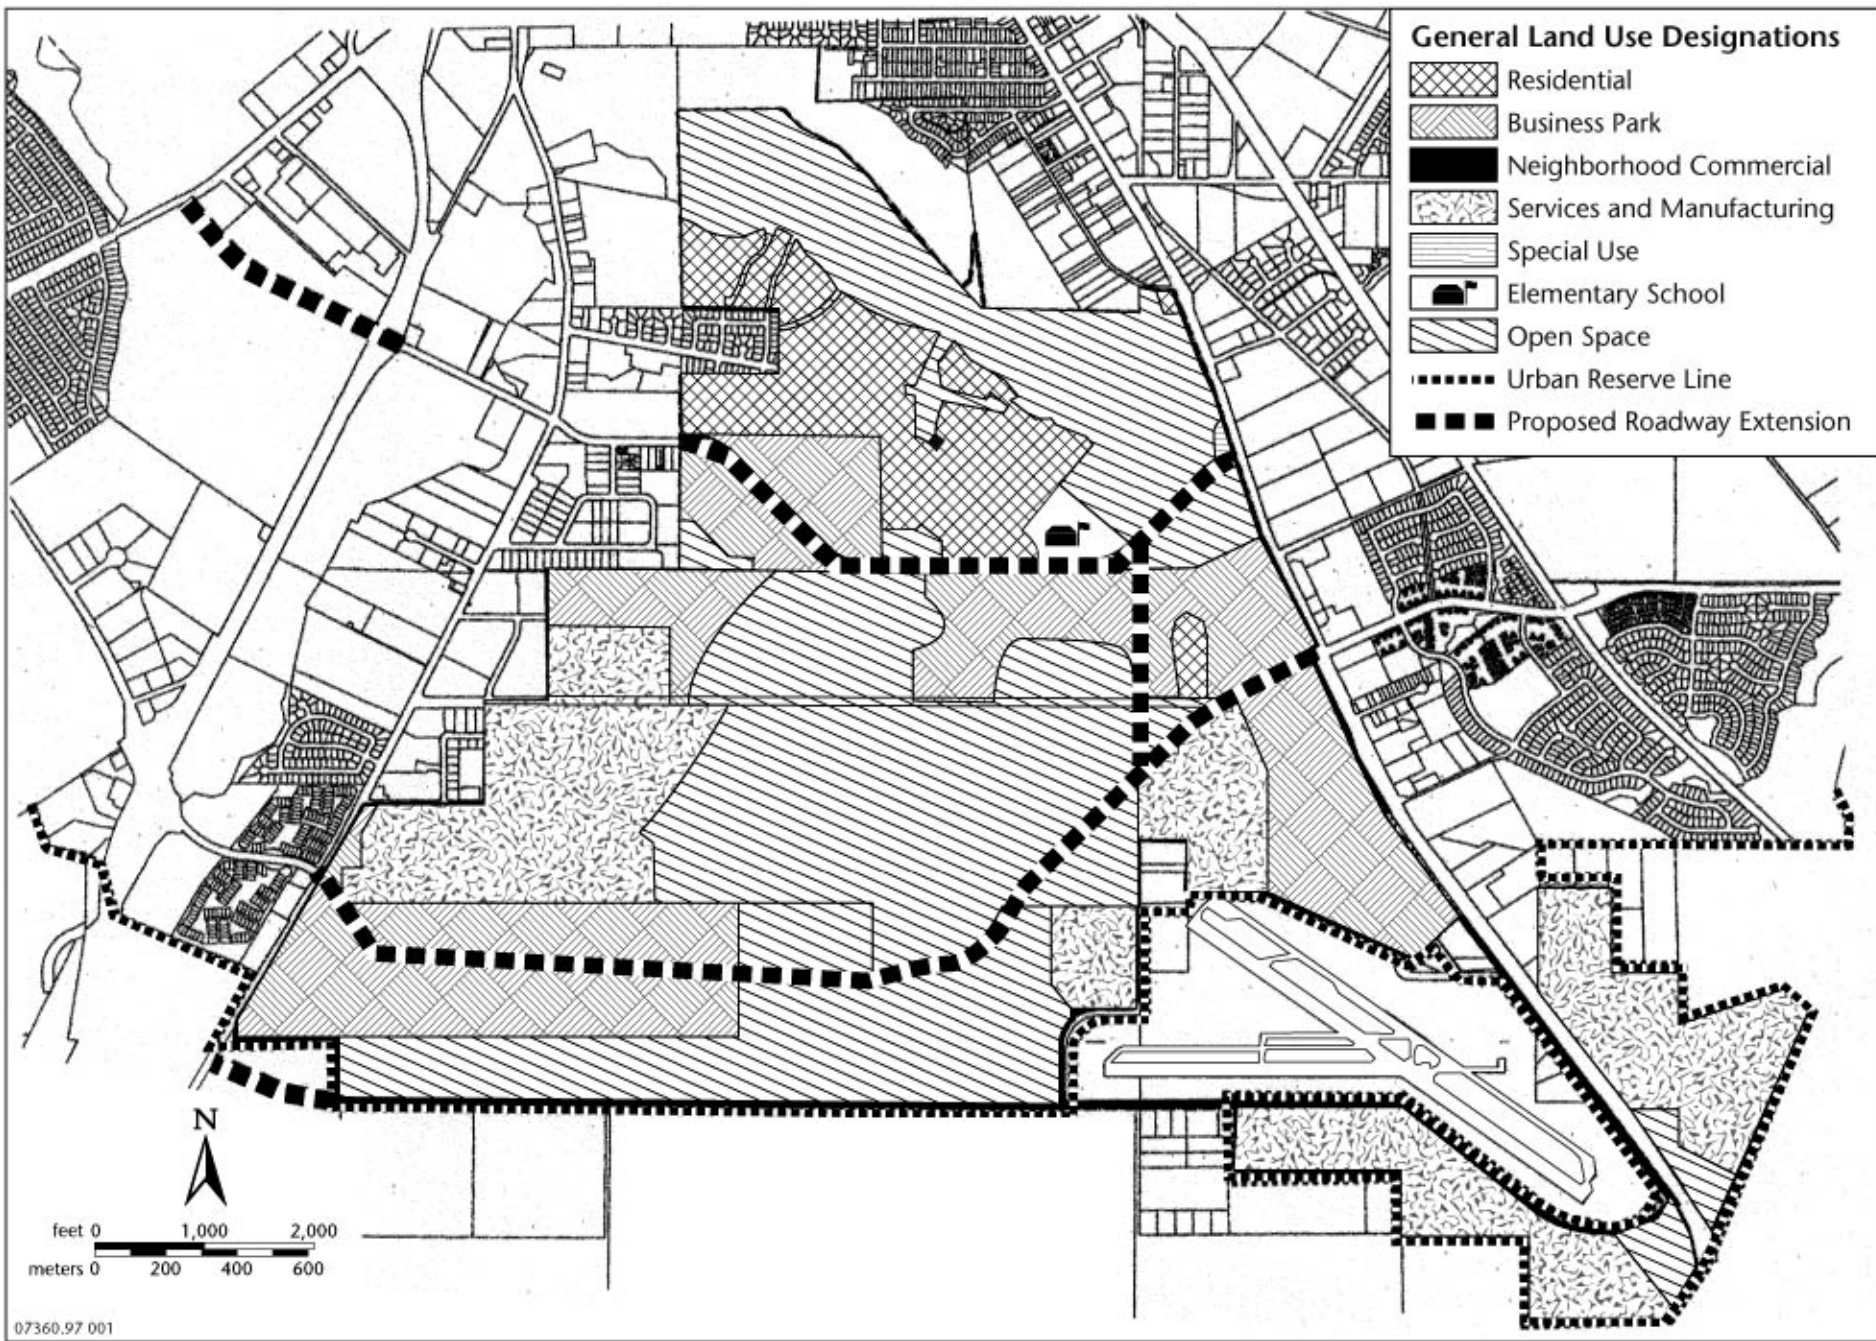 General Land Use Designations
Residential
Business Park
Neighborhood Commercial
Services and Manufacturing
Special Use
Elementary School
Open Space
Urban Reserve Line
Proposed Roadway Extension
N
feet 0 1,000 2,000
meters 0 200 400 600
07360.97 001